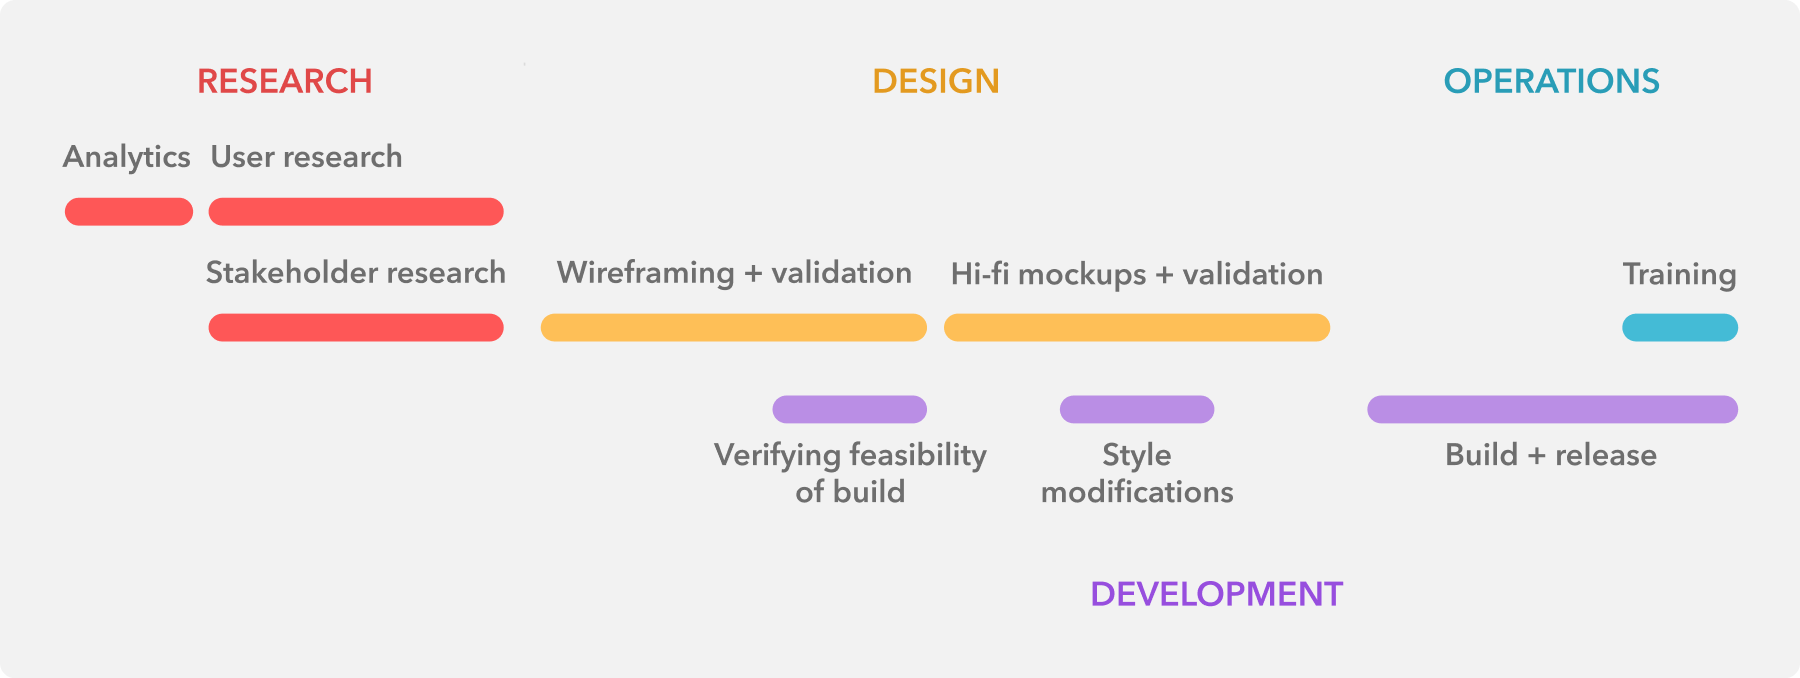 RESEARCH
DESIGN
OPERATIONS
Analytics
User research
Stakeholder research
Wireframing + validation
Hi-fi mockups + validation
Training
Verifying feasibility
of build
Style
modifications
Build + release
DEVELOPMENT